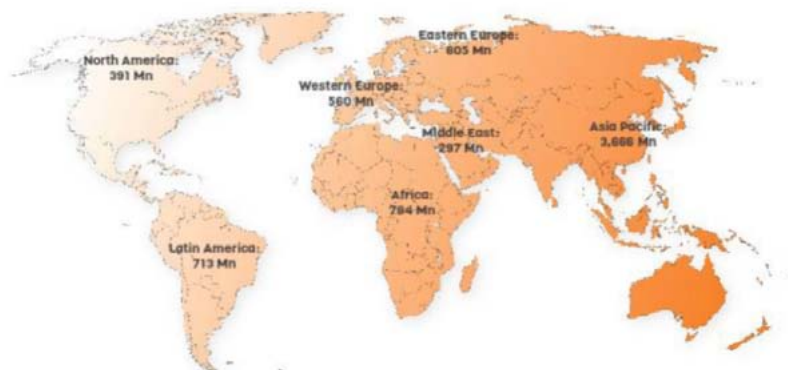 Eastern Europe:
605 Mn
North America:
391 Mn
Western Europe:
560 Mn
Middle East:
297 Mn
Asia Pacific:
3,666 Mn
Africa:
784 Mn
Latin America:
713 Mn